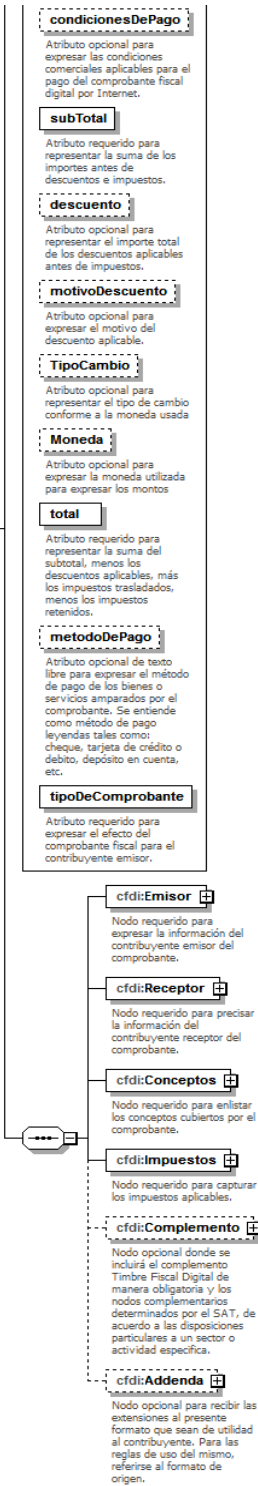 condicionesDePago
Atributo opcional para
expresar las condiciones
comerciales aplicables para el
pago del comprobante fiscal
digital por Internet.
subTotal
Atributo requerido para
representar la suma de los
importes antes de
descuentos e impuestos.
descuento
Atributo opcional para
representar el importe total
de los descuentos aplicables
antes de impuestos.
motivoDescuento
Atributo opcional para
expresar el motivo del
descuento aplicable.
TipoCambio
Atributo opcional para
representar el tipo de cambio
conforme a la moneda usada
Moneda
Atributo opcional para
expresar la moneda utilizada
para expresar los montos
total
Atributo requerido para
representar la suma del
subtotal, menos los
descuentos aplicables, más
los impuestos trasladados,
menos los impuestos
retenidos.
metodoDePago
Atributo opcional de texto
libre para expresar el método
de pago de los bienes o
servicios amparados por el
comprobante. Se entiende
como método de pago
leyendas tales como:
cheque, tarjeta de crédito o
debito, depósito en cuenta,
etc.
tipoDeComprobante
Atributo requerido para
expresar el efecto del
comprobante fiscal para el
contribuyente emisor.
cfdi:Emisor
Nodo requerido para
expresar la información del
contribuyente emisor del
comprobante.
cfdi:Receptor
Nodo requerido para precisar
la información del
contribuyente receptor del
comprobante.
cfdi:Conceptos
Nodo requerido para enlistar
los conceptos cubiertos por el
comprobante.
cfdi:Impuestos
Nodo requerido para capturar
los impuestos aplicables.
cfdi:Complemento
Nodo opcional donde se
incluirá el complemento
Timbre Fiscal Digital de
manera obligatoria y los
nodos complementarios
determinados por el SAT, de
acuerdo a las disposiciones
particulares a un sector o
actividad especifica.
cfdi:Addenda
Nodo opcional para recibir las
extensiones al presente
formato que sean de utilidad
al contribuyente. Para las
reglas de uso del mismo,
referirse al formato de
origen.